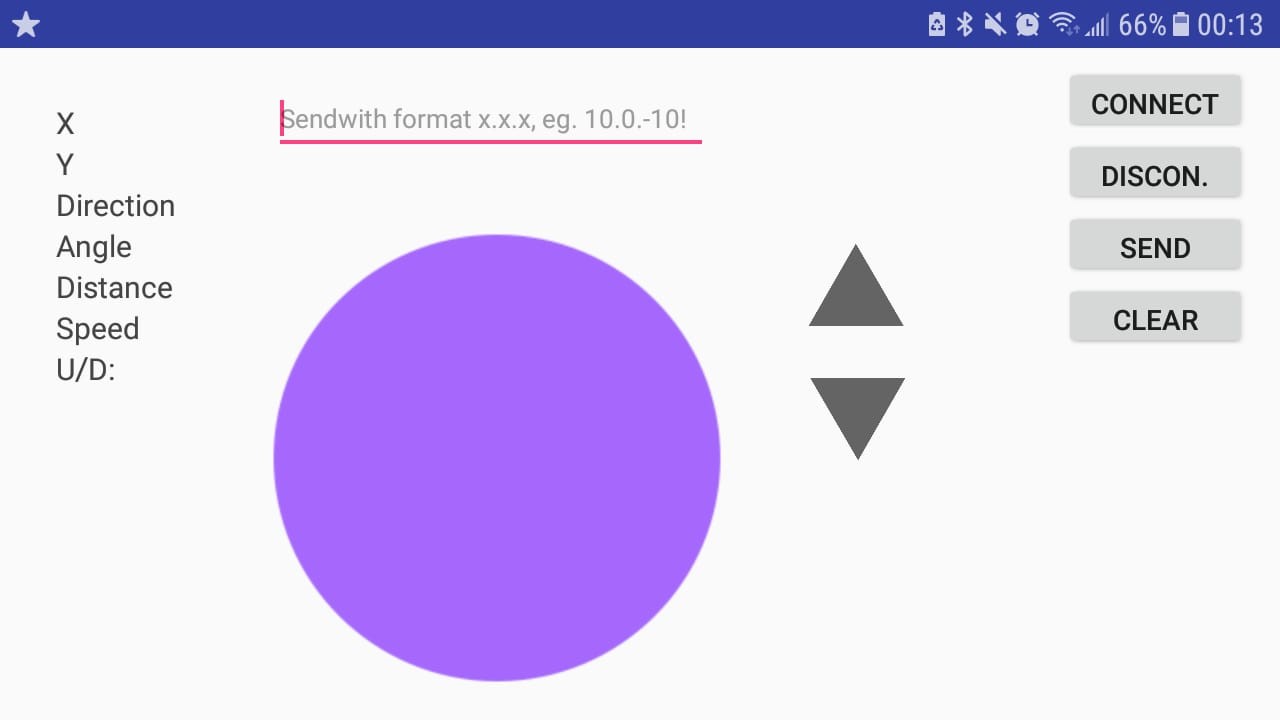 66% 00:13
X
Y
Direction
Angle
Distance
Speed
U/D:
Sendwith format x.x.x, eg. 10.0.-10!
CONNECT
DISCON.
SEND
CLEAR